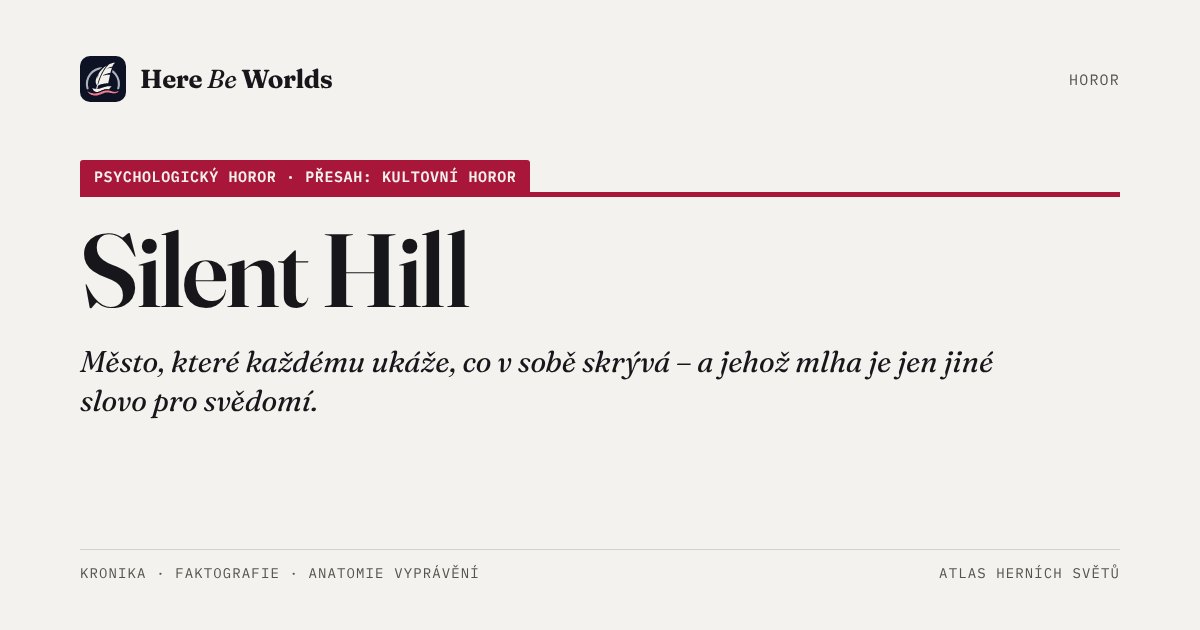 Here Be Worlds
HOROR
PSYCHOLOGICKÝ HOROR · PŘESAH: KULTOVNÍ HOROR
Silent Hill
Město, které každému ukáže, co v sobě skrývá – a jehož mlha je jen jiné
slovo pro svědomí.
KRONIKA · FAKTOGRAFIE · ANATOMIE VYPRÁVĚNÍ
ATLAS HERNÍCH SVĚTŮ